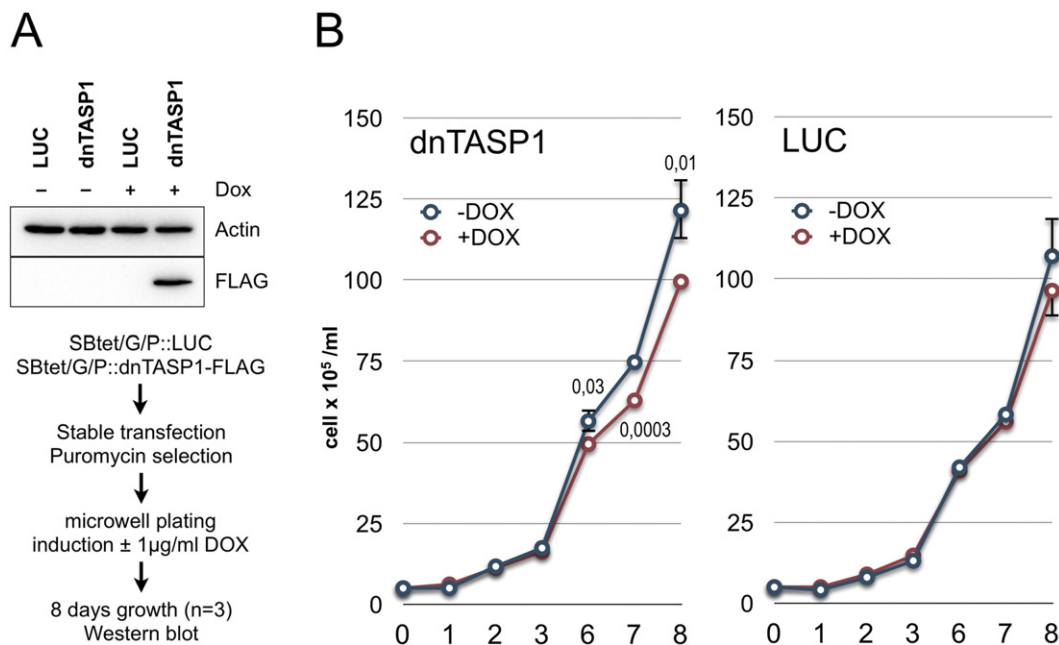 A
LUC
dnTASP1
LUC
dnTASP1
– – + + Dox
Actin
FLAG
SBtet/G/P::LUC
SBtet/G/P::dnTASP1-FLAG
Stable transfection
Puromycin selection
microwell plating
induction ± 1µg/ml DOX
8 days growth (n=3)
Western blot
B
cell x 10⁵ /ml
150
125
100
75
50
25
0
dnTASP1
-DOX
+DOX
0,01
0,03
0,0003
0 1 2 3 6 7 8
150
125
100
75
50
25
0
LUC
-DOX
+DOX
0 1 2 3 6 7 8